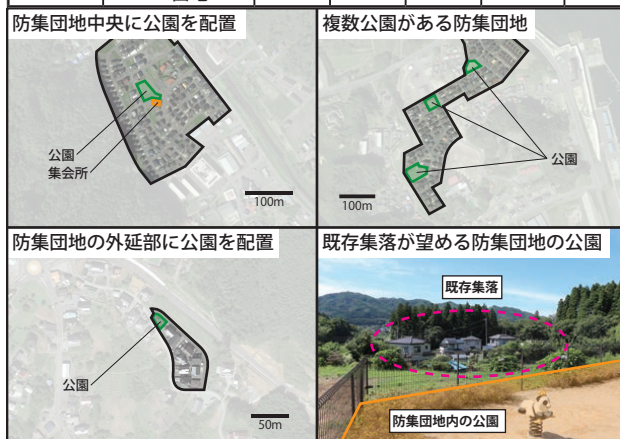 防集団地中央に公園を配置
公園
集会所
100m
複数公園がある防集団地
公園
100m
防集団地の外延部に公園を配置
公園
50m
既存集落が望める防集団地の公園
既存集落
防集団地内の公園